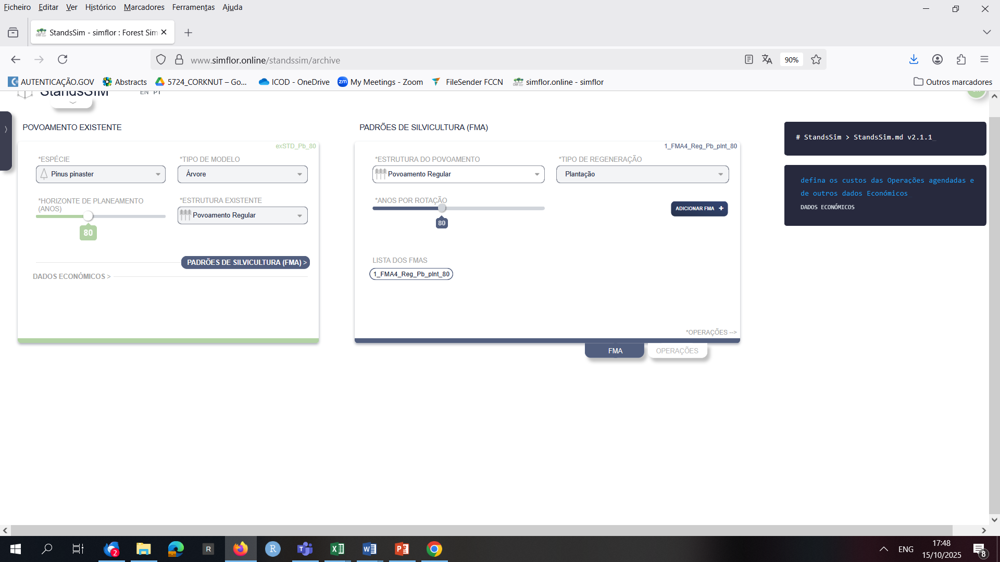 Ficheiro Editar Ver Histórico Marcadores Ferramentas Ajuda
StandsSim - simflor : Forest Sim
www.simflor.online/standssim/archive
90%
AUTENTICAÇÃO.GOV Abstracts 5724_CORKNUT – Go... ICOD - OneDrive zm My Meetings - Zoom FileSender FCCN simflor.online - simflor Outros marcadores
StandsSIM EN PT
POVOAMENTO EXISTENTE
exSTD_Pb_80
*ESPÉCIE *TIPO DE MODELO
Pinus pinaster Árvore
*HORIZONTE DE PLANEAMENTO (ANOS) *ESTRUTURA EXISTENTE
Povoamento Regular
80
PADRÕES DE SILVICULTURA (FMA) >
DADOS ECONÓMICOS >
PADRÕES DE SILVICULTURA (FMA)
1_FMA4_Reg_Pb_plnt_80
*ESTRUTURA DO POVOAMENTO *TIPO DE REGENERAÇÃO
Povoamento Regular Plantação
*ANOS POR ROTAÇÃO
ADICIONAR FMA +
80
LISTA DOS FMAS
1_FMA4_Reg_Pb_plnt_80
*OPERAÇÕES -->
FMA OPERAÇÕES
# StandsSim > StandsSim.md v2.1.1_
defina os custos das Operações agendadas e
de outros dados Económicos
DADOS ECONÓMICOS
2 R R
ENG
17:48
15/10/2025
8